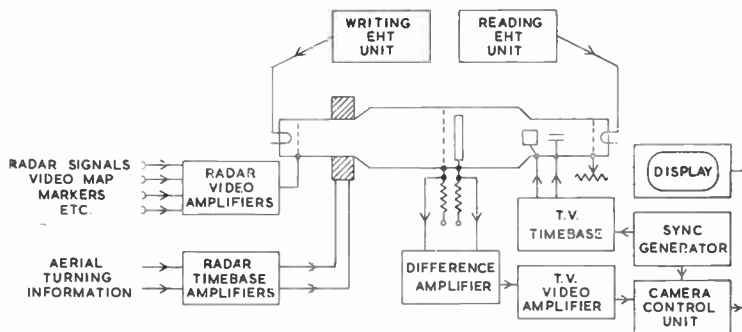 WRITING
EHT
UNIT
READING
EHT UNIT
RADAR SIGNALS
VIDEO MAP
MARKERS
ETC.
RADAR
VIDEO
AMPLIFIERS
DISPLAY
T.V.
TIMEBASE
SYNC
GENERATOR
AERIAL
TURNING
INFORMATION
RADAR
TIMEBASE
AMPLIFIERS
DIFFERENCE
AMPLIFIER
T.V.
VIDEO
AMPLIFIER
CAMERA
CONTROL
UNIT